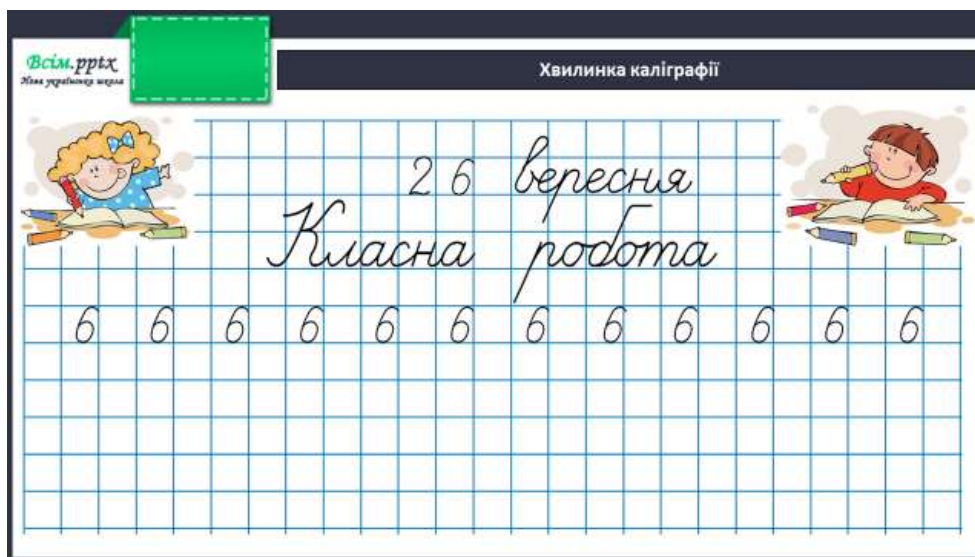 Всім.pptx
Нова українська школа
Хвилинка каліграфії
26 вересня
Класна робота
6 6 6 6 6 6 6 6 6 6 6 6